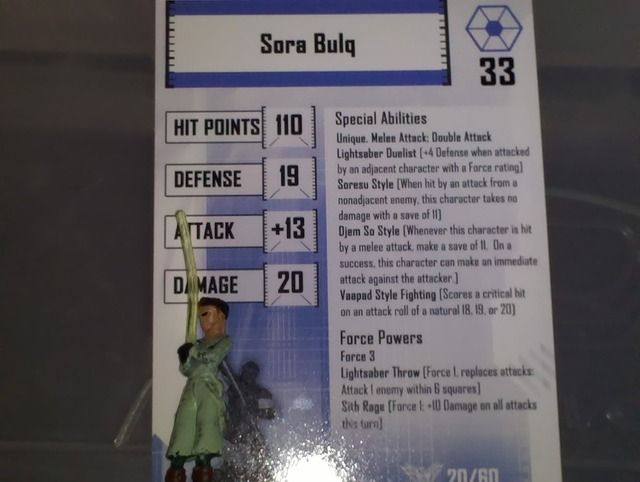 Sora Bulq
33
HIT POINTS 110
DEFENSE 19
ATTACK +13
DAMAGE 20
Special Abilities
Unique. Melee Attack; Double Attack
Lightsaber Duelist [+4 Defense when attacked
by an adjacent character with a Force rating]
Soresu Style [When hit by an attack from a
nonadjacent enemy, this character takes no
damage with a save of 11]
Djem So Style [Whenever this character is hit
by a melee attack, make a save of 11. On a
success, this character can make an immediate
attack against the attacker.]
Vaapad Style Fighting [Scores a critical hit
on an attack roll of a natural 18, 19, or 20]
Force Powers
Force 3
Lightsaber Throw [Force 1, replaces attacks:
Attack 1 enemy within 6 squares]
Sith Rage [Force 1: +10 Damage on all attacks
this turn]
20/60